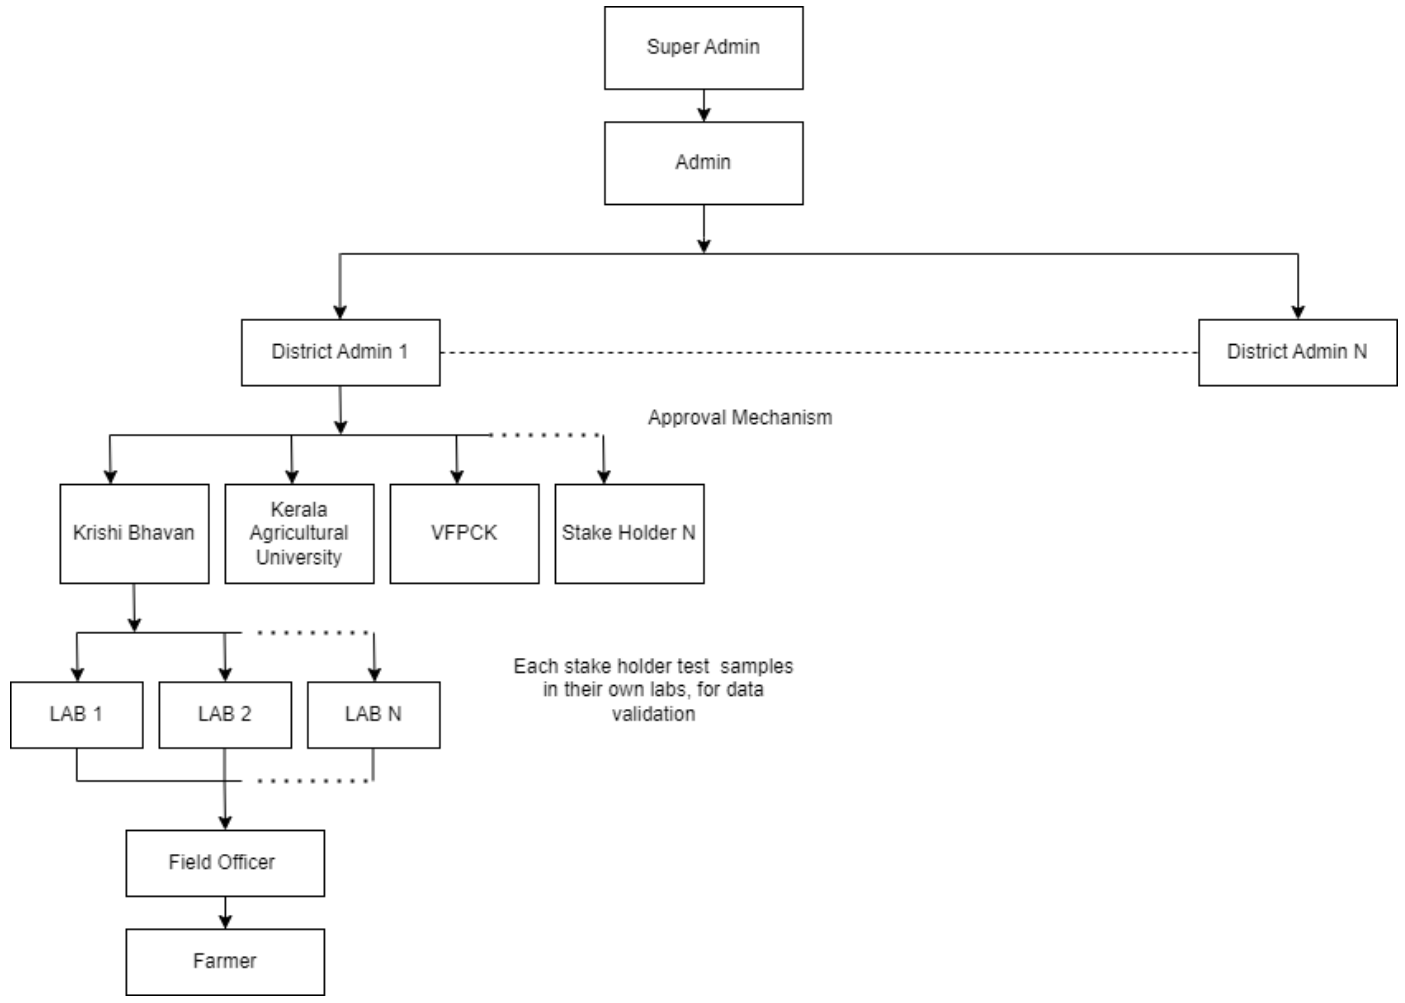 Super Admin
Admin
District Admin 1
District Admin N
Approval Mechanism
Krishi Bhavan
Kerala
Agricultural
University
VFPCK
Stake Holder N
Each stake holder test  samples
in their own labs, for data
validation
LAB 1
LAB 2
LAB N
Field Officer
Farmer